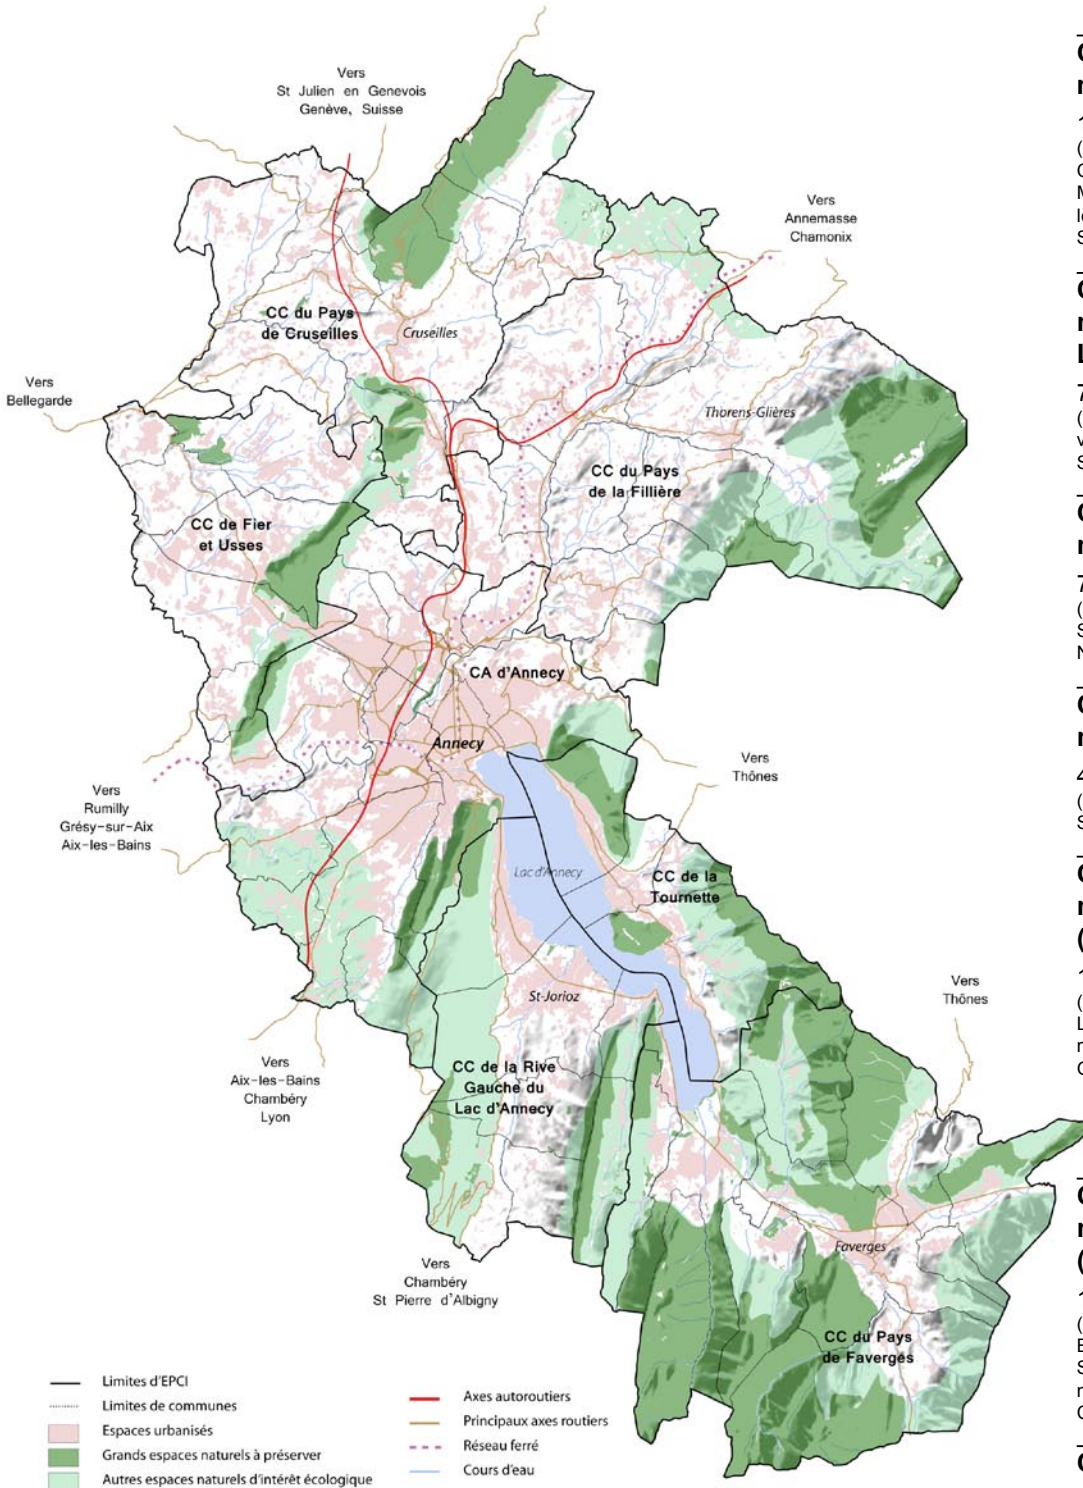 Vers
St Julien en Genevois
Genève, Suisse
Vers
Annemasse
Chamonix
CC du Pays
de Cruseilles
Cruseilles
Vers
Bellegarde
Thorens-Glières
CC du Pays
de la Fillière
CC de Fier
et Usses
CA d'Annecy
Annecy
Vers
Thônes
Vers
Rumilly
Grésy-sur-Aix
Aix-les-Bains
Lac d'Annecy
CC de la
Tournette
St-Jorioz
Vers
Thônes
Vers
Aix-les-Bains
Chambéry
Lyon
CC de la Rive
Gauche du
Lac d'Annecy
Faverges
Vers
Chambéry
St Pierre d'Albigny
CC du Pays
de Faverges
Limites d'EPCI
Limites de communes
Espaces urbanisés
Grands espaces naturels à préserver
Autres espaces naturels d'intérêt écologique
Axes autoroutiers
Principaux axes routiers
Réseau ferré
Cours d'eau